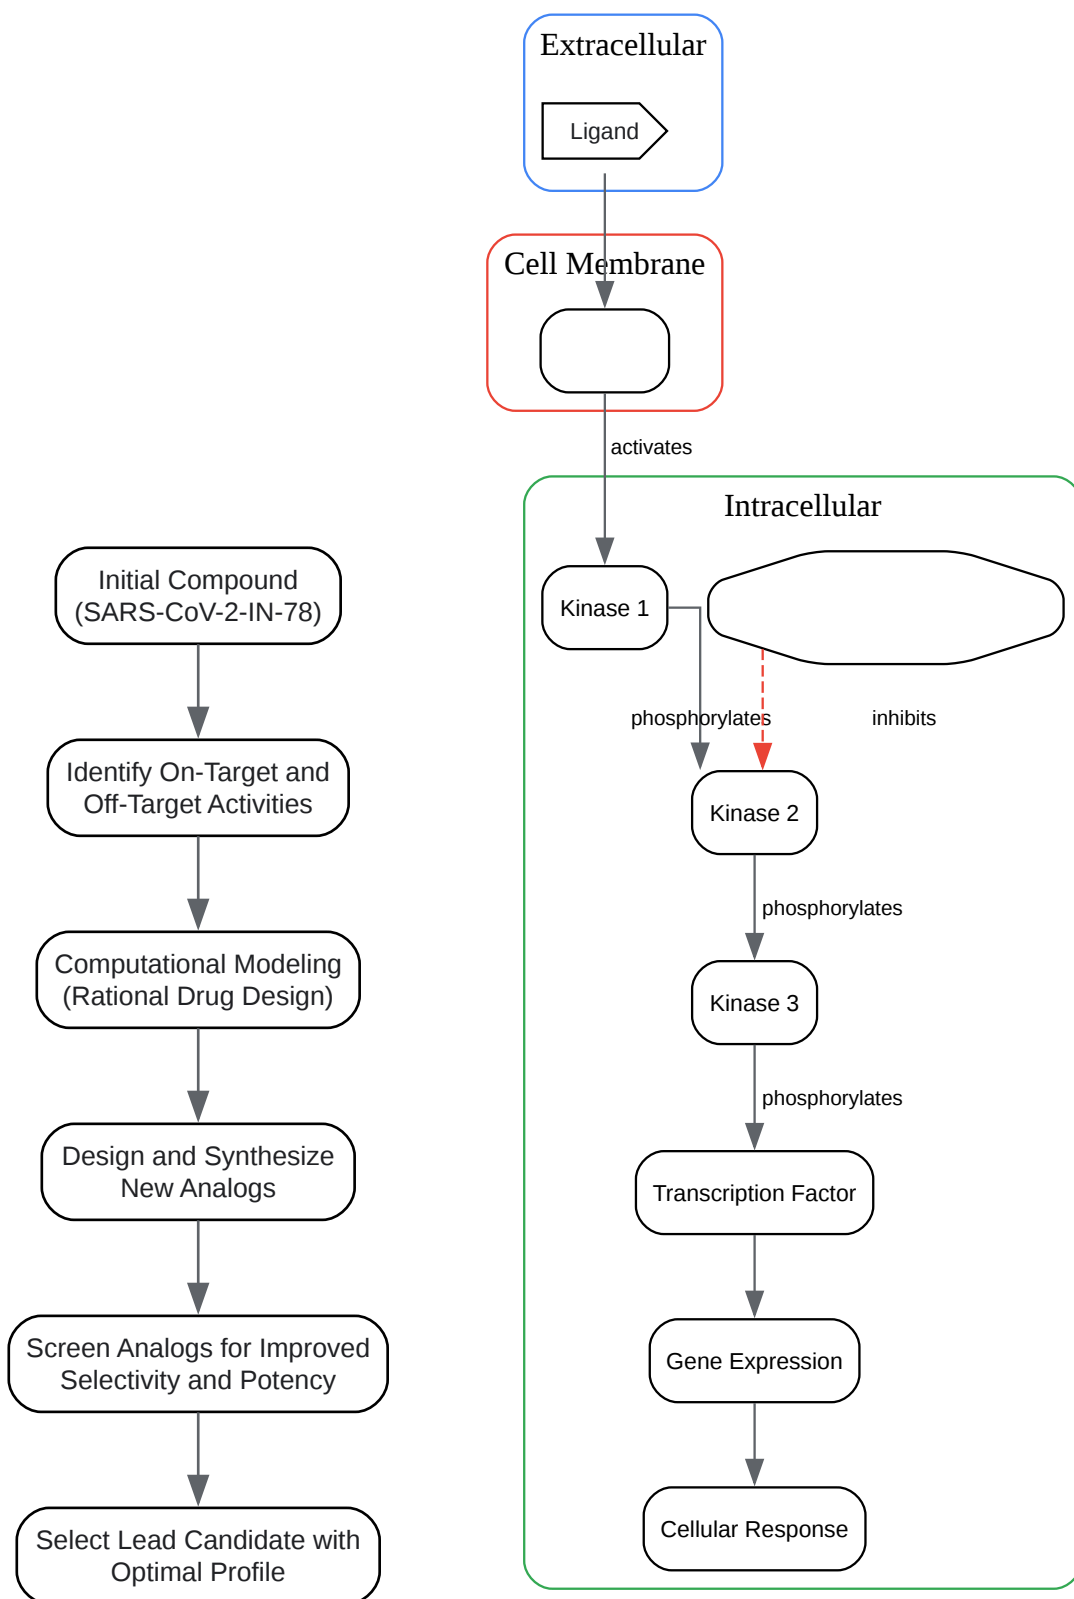 Extracellular
Ligand
Cell Membrane
activates
Intracellular
Kinase 1
phosphorylates
inhibits
Kinase 2
phosphorylates
Kinase 3
phosphorylates
Transcription Factor
Gene Expression
Cellular Response
Initial Compound
(SARS-CoV-2-IN-78)
Identify On-Target and
Off-Target Activities
Computational Modeling
(Rational Drug Design)
Design and Synthesize
New Analogs
Screen Analogs for Improved
Selectivity and Potency
Select Lead Candidate with
Optimal Profile